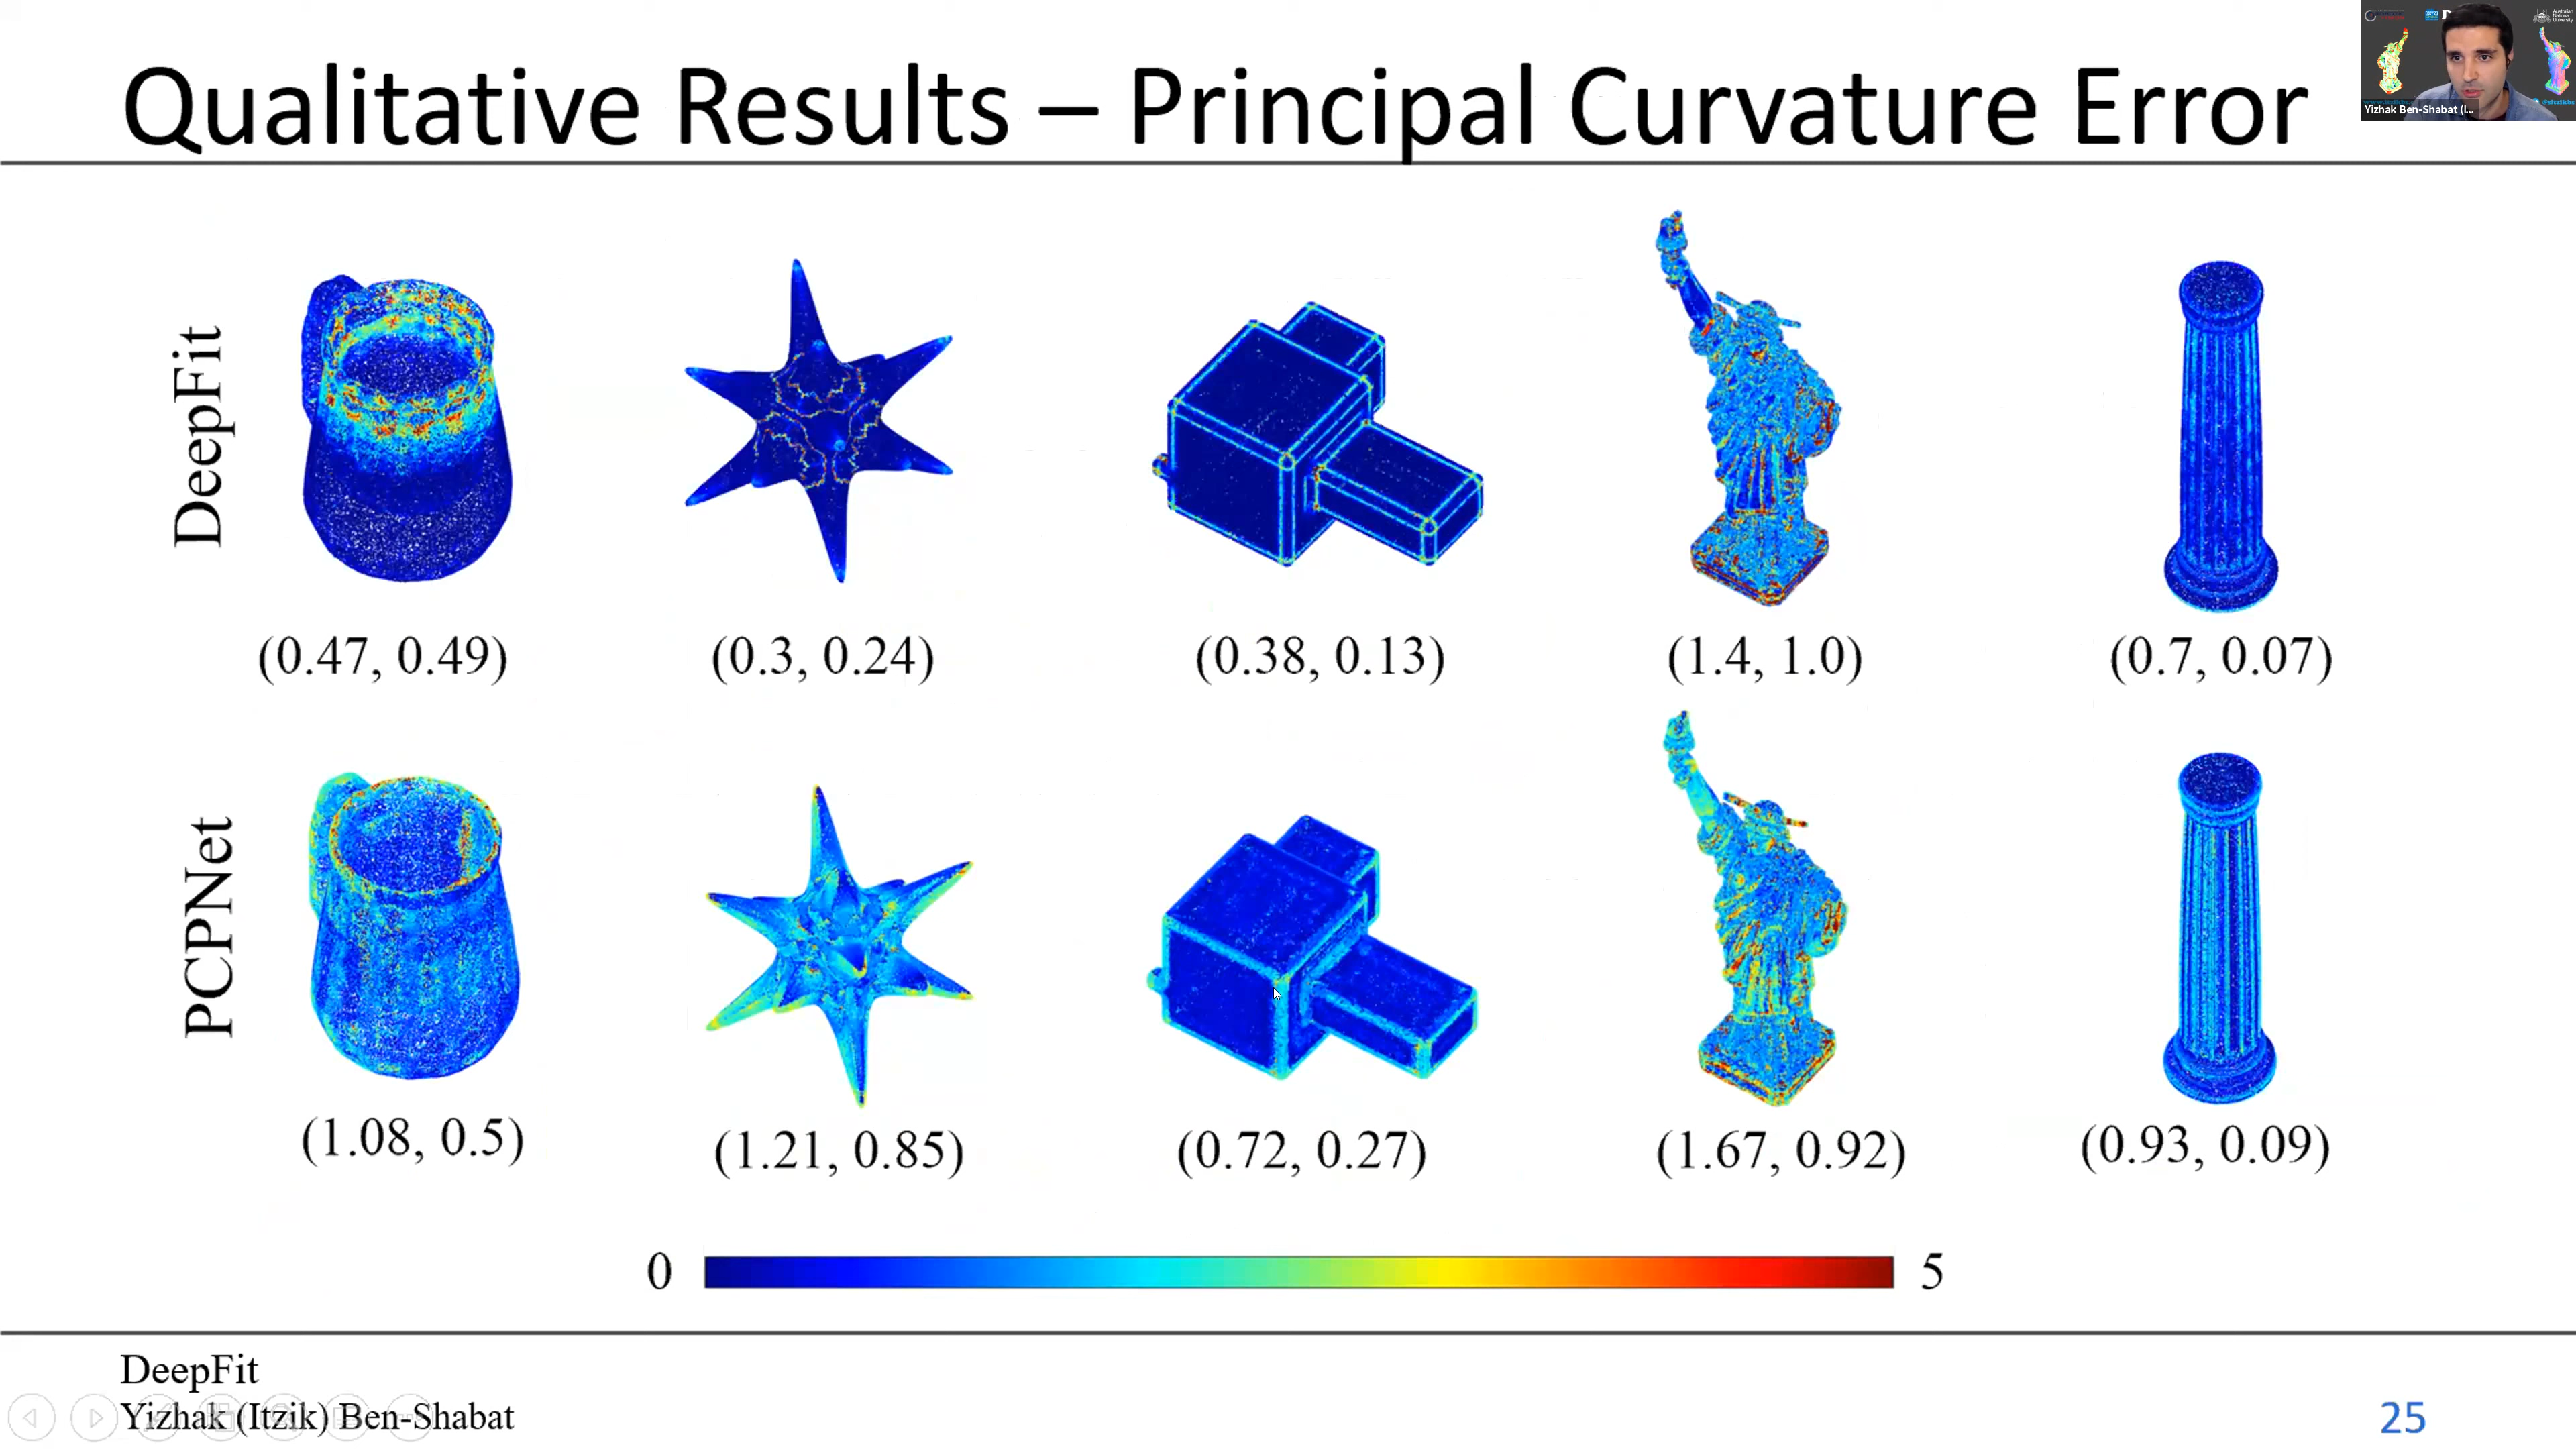 Qualitative Results – Principal Curvature Error
Australian
National
University
Yizhak Ben-Shabat (I...
DeepFit
(0.47, 0.49)
(0.3, 0.24)
(0.38, 0.13)
(1.4, 1.0)
(0.7, 0.07)
PCPNet
(1.08, 0.5)
(1.21, 0.85)
(0.72, 0.27)
(1.67, 0.92)
(0.93, 0.09)
0
5
DeepFit
Yizhak (Itzik) Ben-Shabat
25